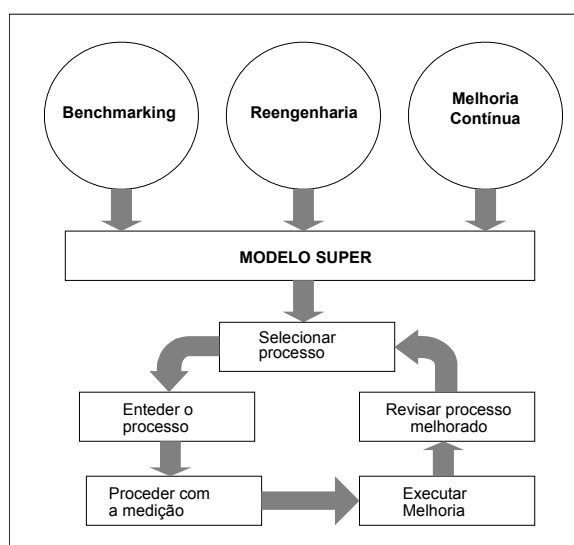 Benchmarking
Reengenharia
Melhoria
Contínua
MODELO SUPER
Selecionar
processo
Enteder o
processo
Revisar processo
melhorado
Proceder com
a medição
Executar
Melhoria